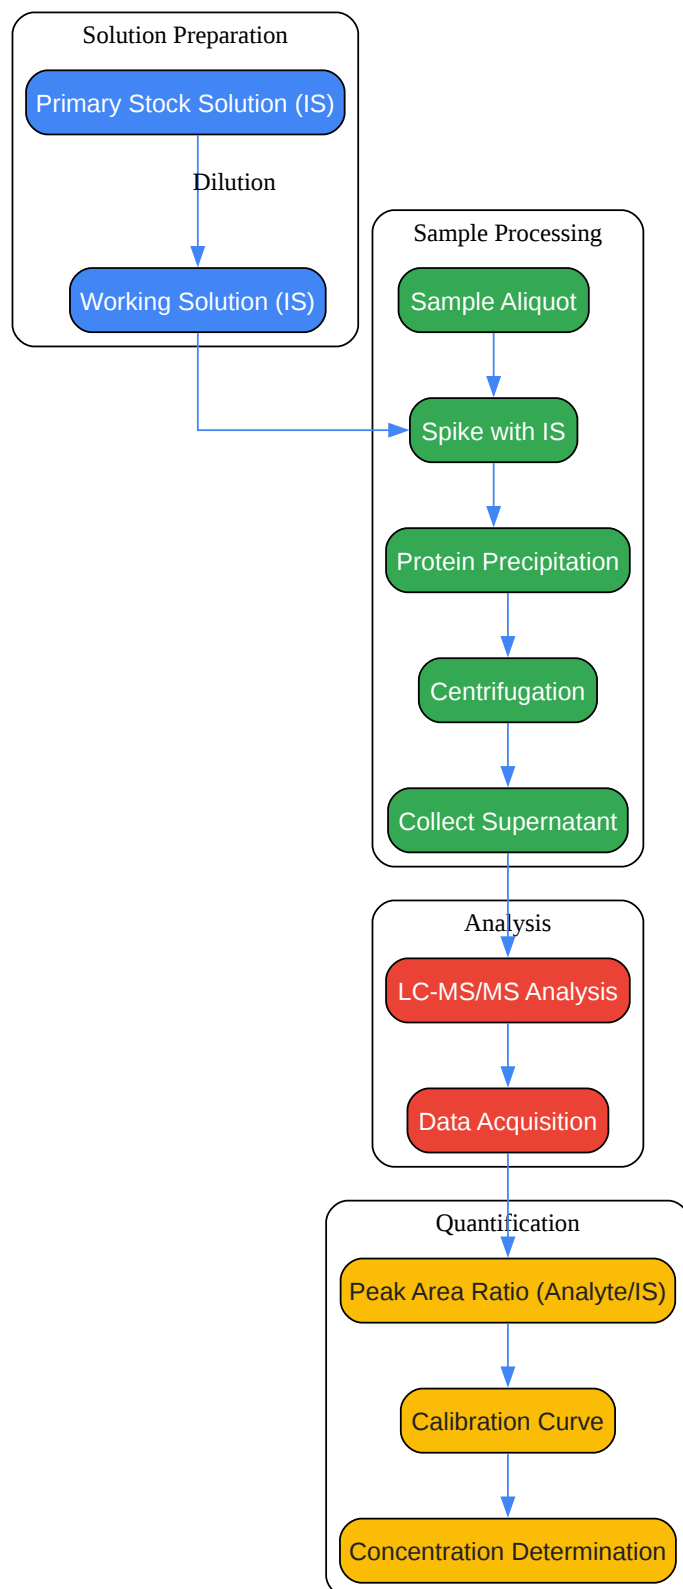 Solution Preparation
Primary Stock Solution (IS)
Dilution
Working Solution (IS)
Sample Processing
Sample Aliquot
Spike with IS
Protein Precipitation
Centrifugation
Collect Supernatant
Analysis
LC-MS/MS Analysis
Data Acquisition
Quantification
Peak Area Ratio (Analyte/IS)
Calibration Curve
Concentration Determination